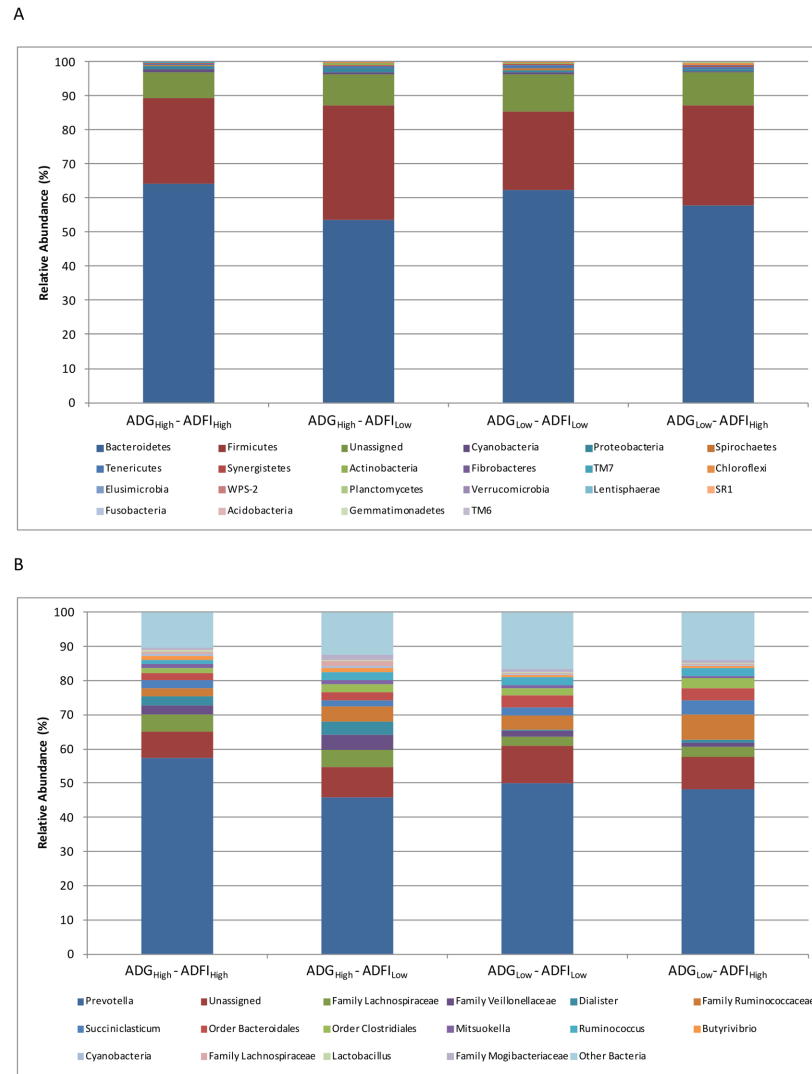 A
100
90
80
70
60
50
40
30
20
10
0
Relative Abundance (%)
ADGHigh - ADFIHigh ADGHigh - ADFILow ADGLow - ADFILow ADGLow - ADFIHigh
Bacteroidetes Firmicutes Unassigned Cyanobacteria Proteobacteria Spirochaetes
Tenericutes Synergistetes Actinobacteria Fibrobacteres TM7 Chloroflexi
Elusimicrobia WPS-2 Planctomycetes Verrucomicrobia Lentisphaerae SR1
Fusobacteria Acidobacteria Gemmatimonadetes TM6
B
100
90
80
70
60
50
40
30
20
10
0
Relative Abundance (%)
ADGHigh - ADFIHigh ADGHigh - ADFILow ADGLow - ADFILow ADGLow - ADFIHigh
Prevotella Unassigned Family Lachnospiraceae Family Veillonellaceae Dialister Family Ruminococcaceae
Succiniclasticum Order Bacteroidales Order Clostridiales Mitsuokella Ruminococcus Butyrivibrio
Cyanobacteria Family Lachnospiraceae Lactobacillus Family Mogibacteriaceae Other Bacteria